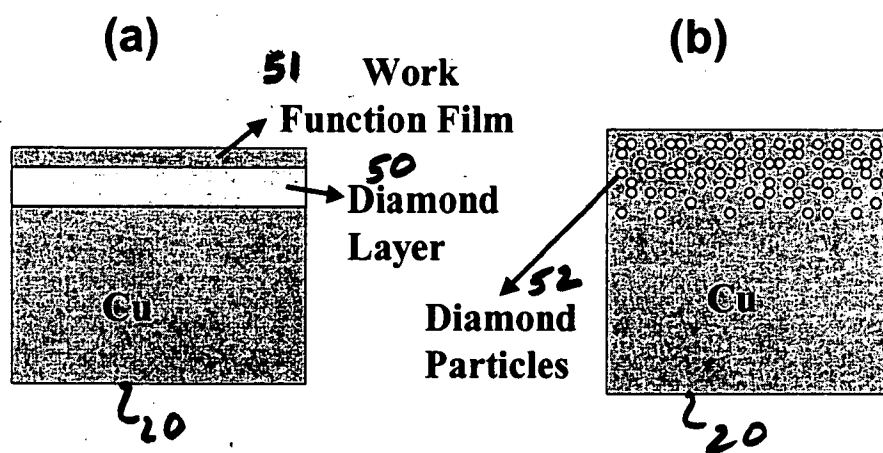 (a)
51 Work
Function Film
50
Diamond
Layer
Cu
20
(b)
52
Diamond
Particles
Cu
20